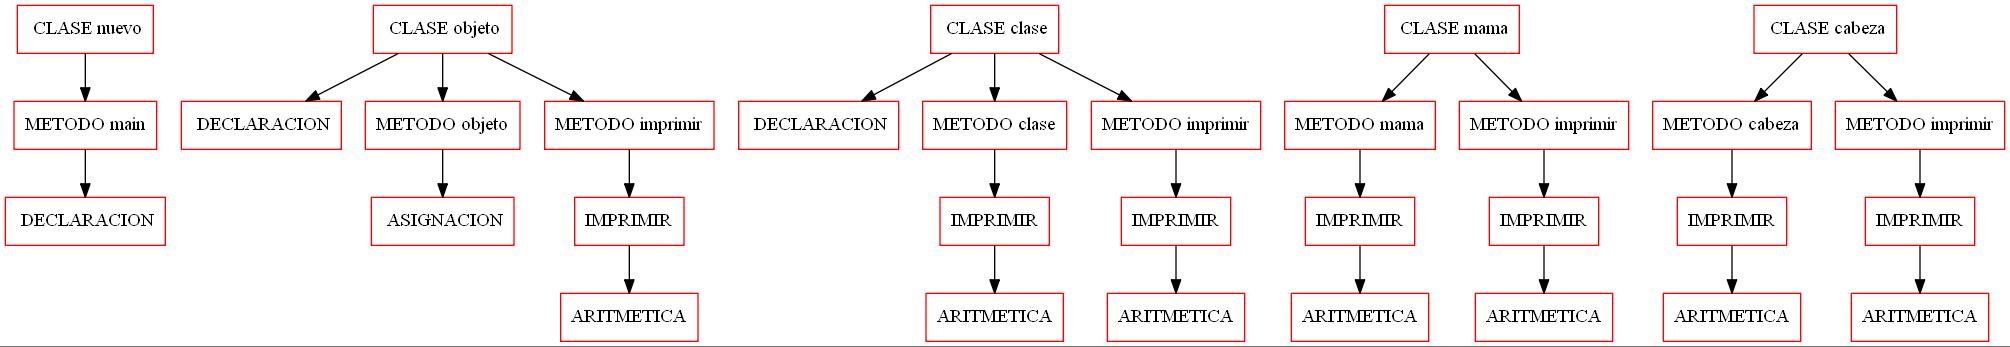 CLASE nuevo
CLASE objeto
CLASE clase
CLASE mama
CLASE cabeza
METODO main
DECLARACION
METODO objeto
METODO imprimir
DECLARACION
METODO clase
METODO imprimir
METODO mama
METODO imprimir
METODO cabeza
METODO imprimir
DECLARACION
ASIGNACION
IMPRIMIR
IMPRIMIR
IMPRIMIR
IMPRIMIR
IMPRIMIR
IMPRIMIR
IMPRIMIR
ARITMETICA
ARITMETICA
ARITMETICA
ARITMETICA
ARITMETICA
ARITMETICA
ARITMETICA